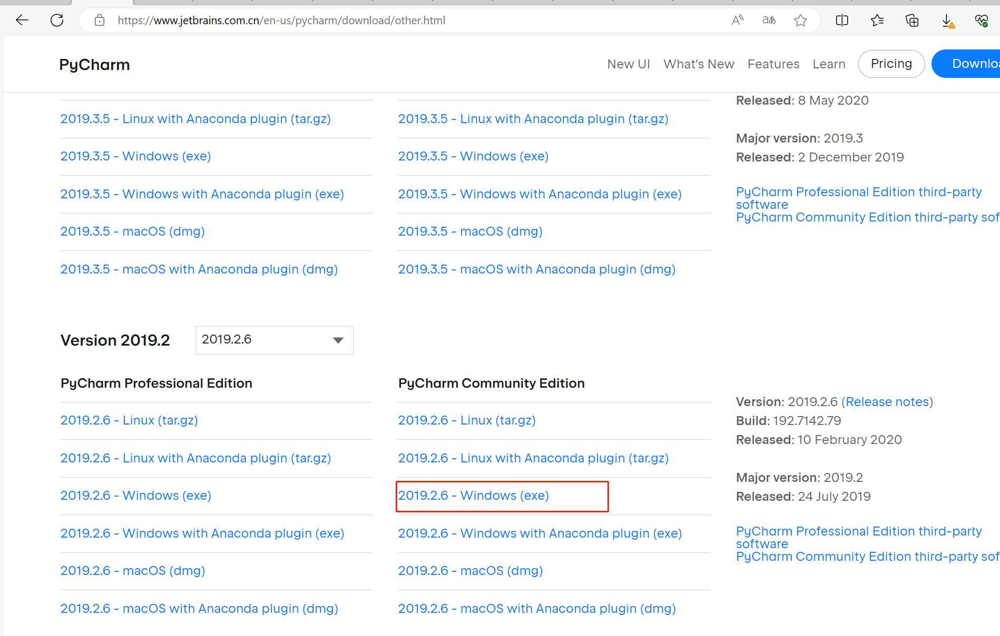 https://www.jetbrains.com.cn/en-us/pycharm/download/other.html
PyCharm
New UI
What's New
Features
Learn
Pricing
Downloa
2019.3.5 - Linux with Anaconda plugin (tar.gz)
2019.3.5 - Windows (exe)
2019.3.5 - Windows with Anaconda plugin (exe)
2019.3.5 - macOS (dmg)
2019.3.5 - macOS with Anaconda plugin (dmg)
2019.3.5 - Linux with Anaconda plugin (tar.gz)
2019.3.5 - Windows (exe)
2019.3.5 - Windows with Anaconda plugin (exe)
2019.3.5 - macOS (dmg)
2019.3.5 - macOS with Anaconda plugin (dmg)
Released: 8 May 2020
Major version: 2019.3
Released: 2 December 2019
PyCharm Professional Edition third-party
software
PyCharm Community Edition third-party sof
Version 2019.2
2019.2.6
PyCharm Professional Edition
2019.2.6 - Linux (tar.gz)
2019.2.6 - Linux with Anaconda plugin (tar.gz)
2019.2.6 - Windows (exe)
2019.2.6 - Windows with Anaconda plugin (exe)
2019.2.6 - macOS (dmg)
2019.2.6 - macOS with Anaconda plugin (dmg)
PyCharm Community Edition
2019.2.6 - Linux (tar.gz)
2019.2.6 - Linux with Anaconda plugin (tar.gz)
2019.2.6 - Windows (exe)
2019.2.6 - Windows with Anaconda plugin (exe)
2019.2.6 - macOS (dmg)
2019.2.6 - macOS with Anaconda plugin (dmg)
Version: 2019.2.6 (Release notes)
Build: 192.7142.79
Released: 10 February 2020
Major version: 2019.2
Released: 24 July 2019
PyCharm Professional Edition third-party
software
PyCharm Community Edition third-party sof